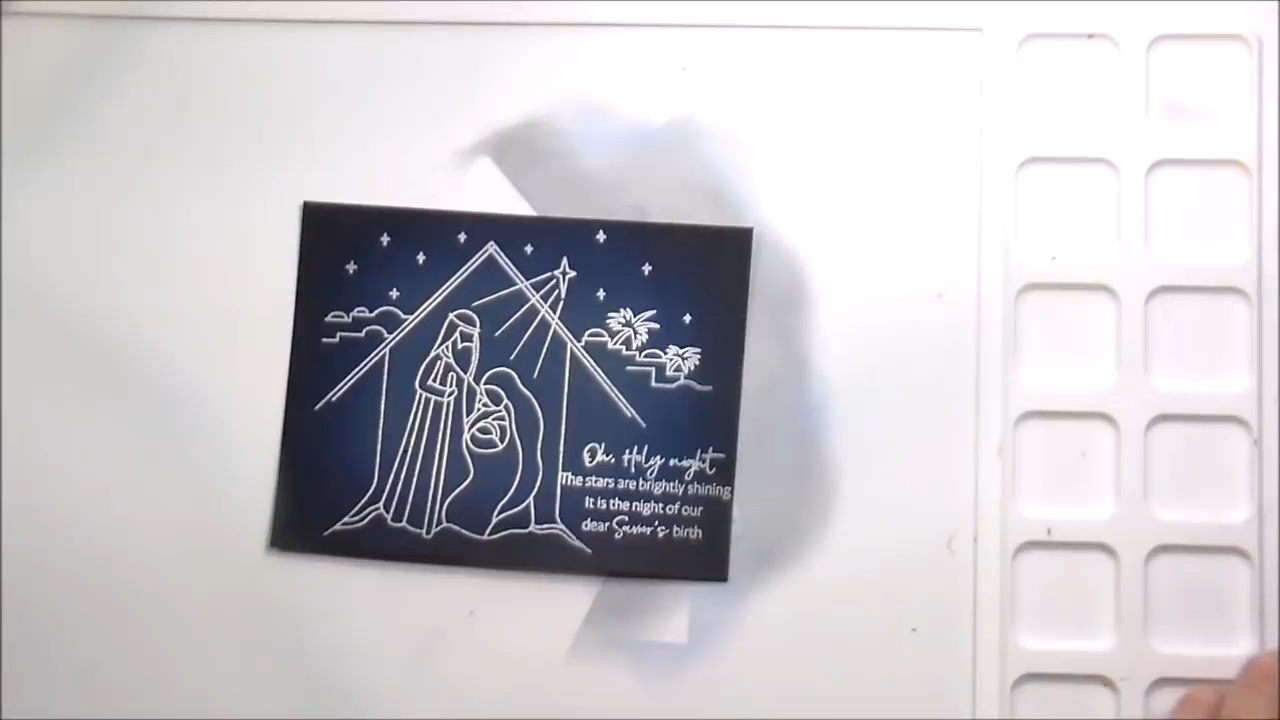 Oh, Holy night
The stars are brightly shining
It is the night of our
dear Savior's birth